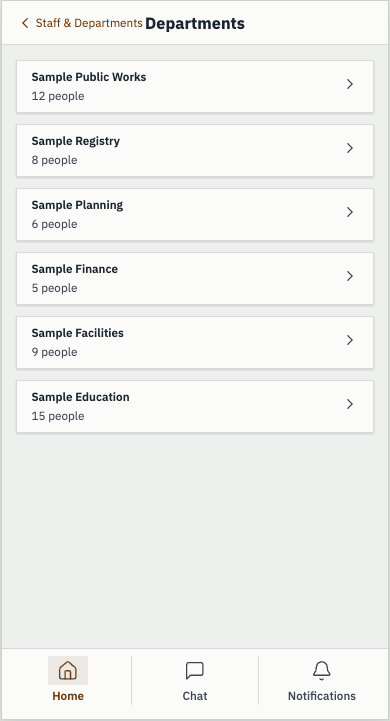 Staff & Departments Departments
Sample Public Works
12 people
Sample Registry
8 people
Sample Planning
6 people
Sample Finance
5 people
Sample Facilities
9 people
Sample Education
15 people
Home Chat Notifications